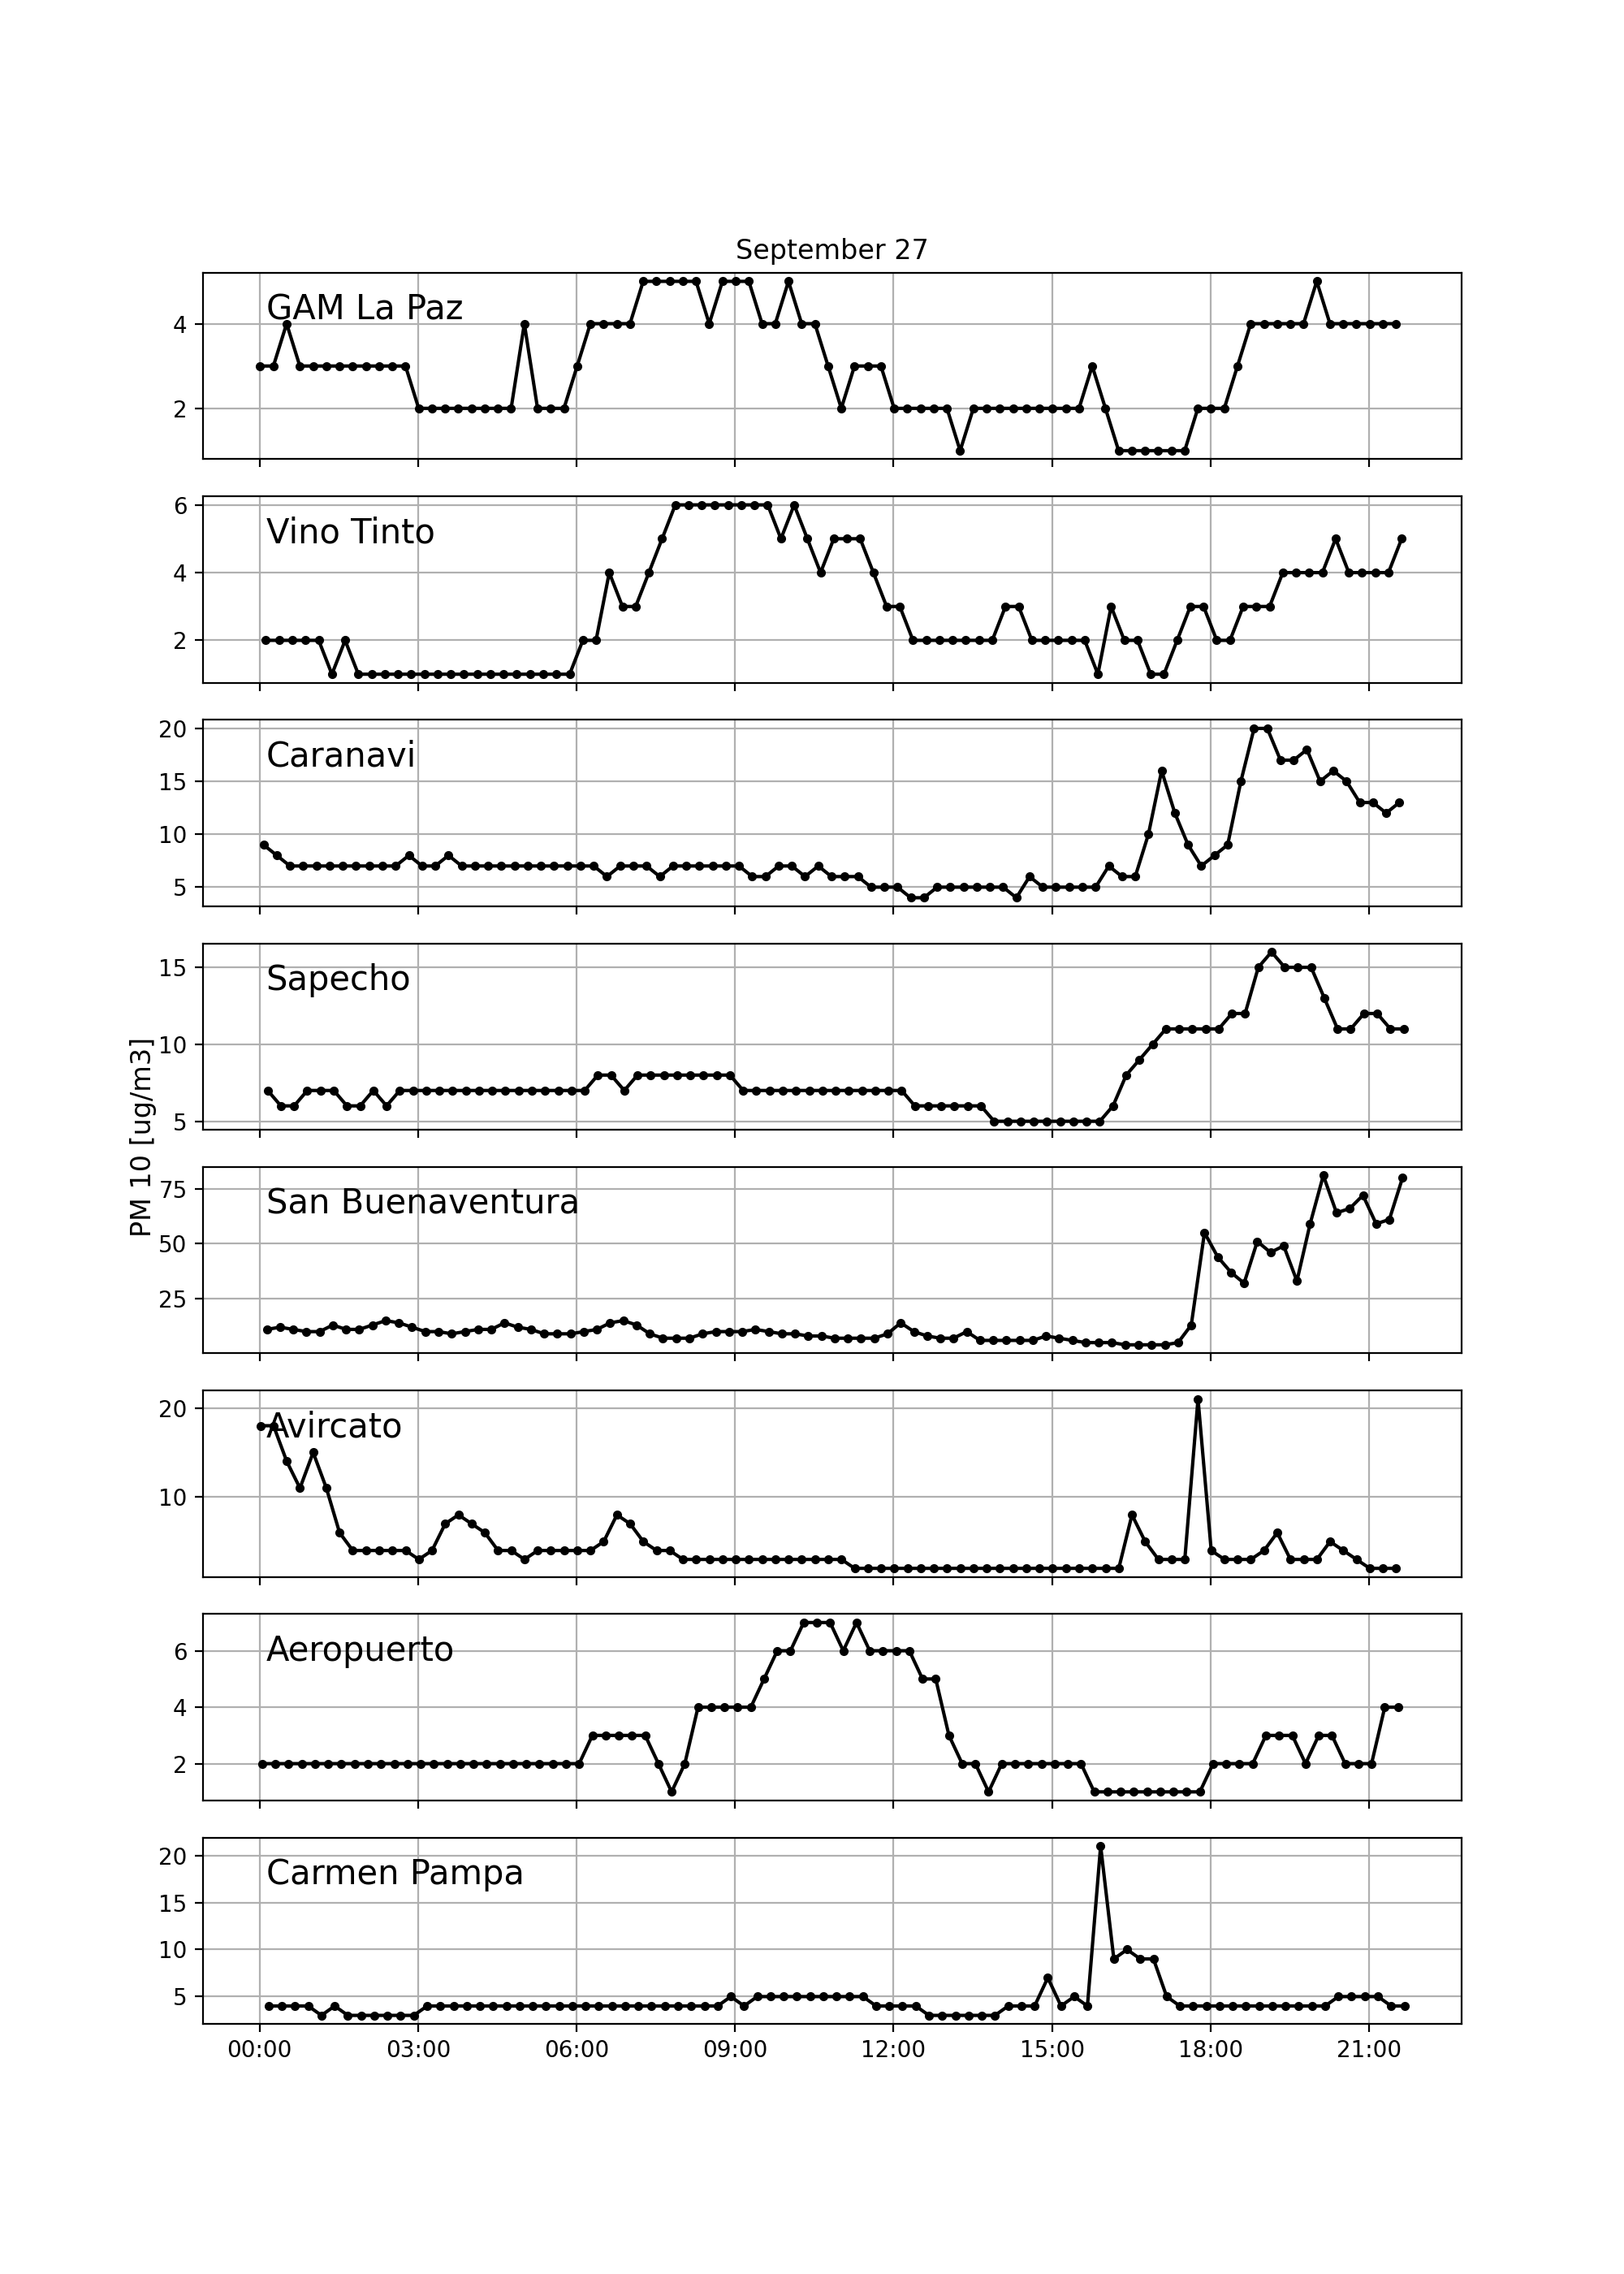 September 27
GAM La Paz
4
2
Vino Tinto
6
4
2
Caranavi
20
15
10
5
Sapecho
15
10
5
PM 10 [ug/m3]
San Buenaventura
75
50
25
Avircato
20
10
Aeropuerto
6
4
2
Carmen Pampa
20
15
10
5
00:00 03:00 06:00 09:00 12:00 15:00 18:00 21:00